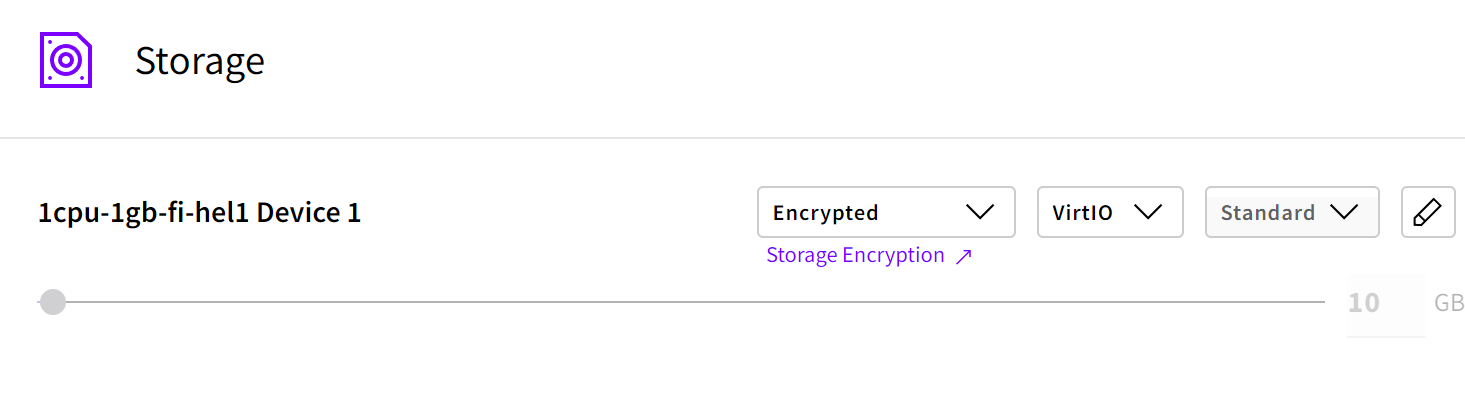 Storage
1cpu-1gb-fi-hel1 Device 1
Encrypted
VirtIO
Standard
Storage Encryption
10 GB